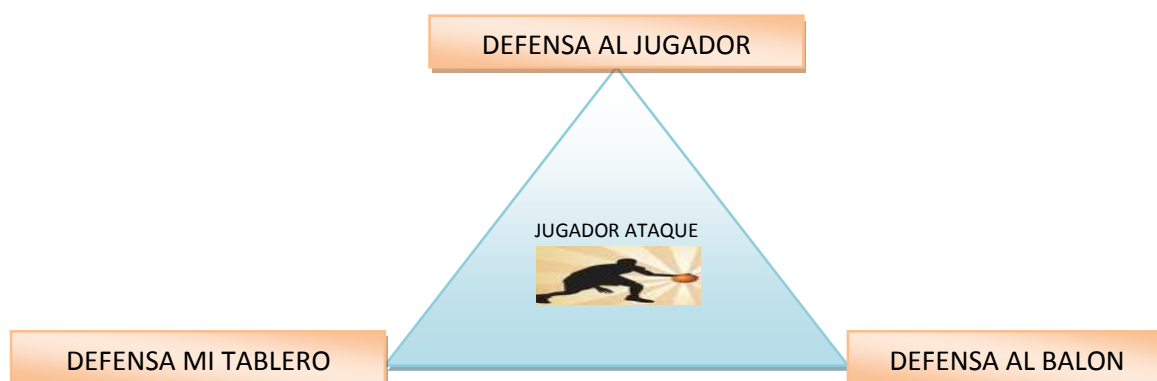 DEFENSA AL JUGADOR
JUGADOR ATAQUE
DEFENSA MI TABLERO
DEFENSA AL BALON